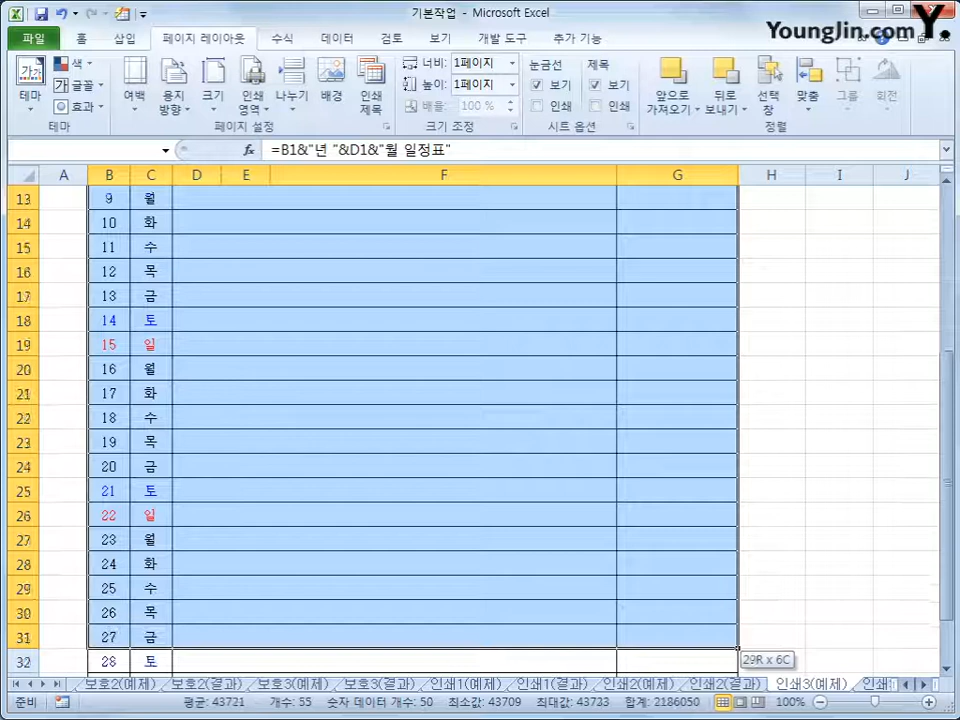 기본작업 - Microsoft Excel
Younglin.com Y.
파일 홈 삽입 페이지 레이아웃 수식 데이터 검토 보기 개발 도구 추가 기능
테마 색 글꼴 효과 여백 용지 방향 크기 인쇄 영역 나누기 배경 인쇄 제목 너비: 1페이지 높이: 1페이지 배율: 100 % 눈금선 보기 인쇄 제목 보기 인쇄 앞으로 가져오기 뒤로 보내기 선택 창 맞춤 그룹 회전
테마 페이지 설정 크기 조정 시트 옵션 정렬
fx =B1&"년 "&D1&"월 일정표"
A B C D E F G H I J
13 9 월
14 10 화
15 11 수
16 12 목
17 13 금
18 14 토
19 15 일
20 16 월
21 17 화
22 18 수
23 19 목
24 20 금
25 21 토
26 22 일
27 23 월
28 24 화
29 25 수
30 26 목
31 27 금
32 28 토
29R x 6C
보호2(예제) 보호2(결과) 보호3(예제) 보호3(결과) 인쇄1(예제) 인쇄1(결과) 인쇄2(예제) 인쇄2(결과) 인쇄3(예제) 인쇄
준비 평균: 43721 개수: 55 숫자 데이터 개수: 50 최소값: 43709 최대값: 43733 합계: 2186050 100%